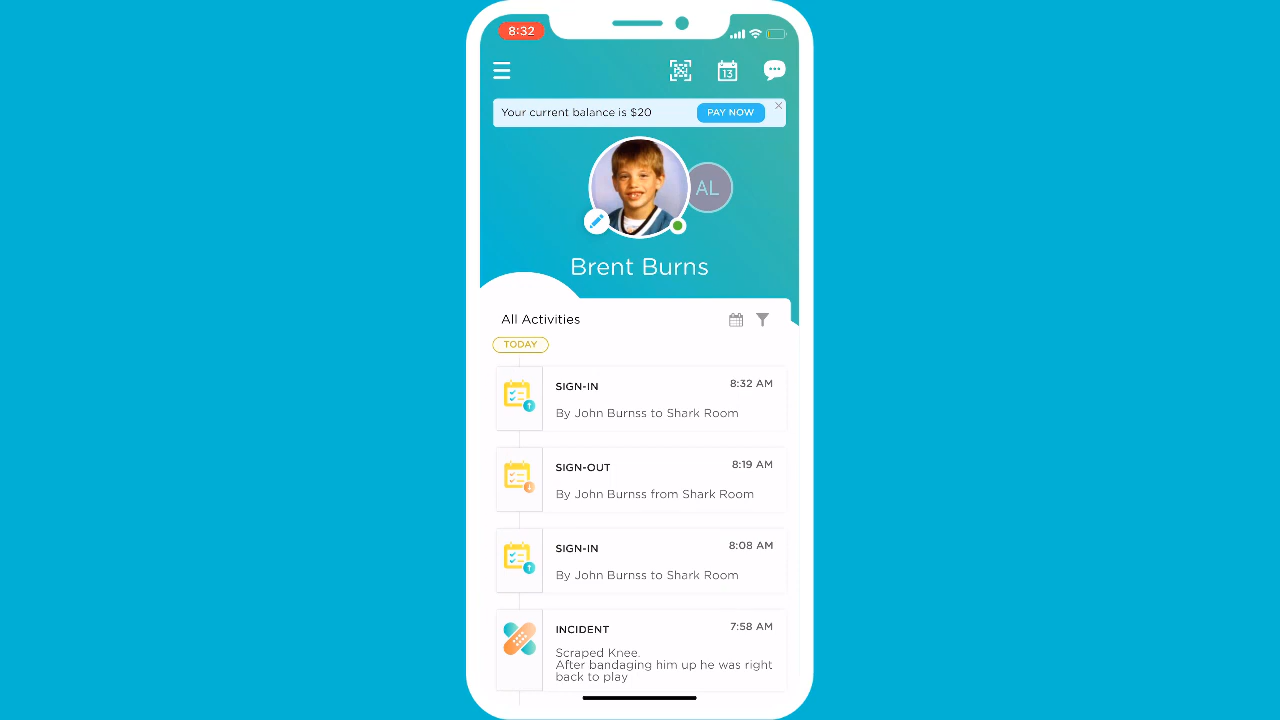 8:32
13
Your current balance is $20
PAY NOW
AL
Brent Burns
All Activities
TODAY
SIGN-IN
8:32 AM
By John Burnss to Shark Room
SIGN-OUT
8:19 AM
By John Burnss from Shark Room
SIGN-IN
8:08 AM
By John Burnss to Shark Room
INCIDENT
7:58 AM
Scraped Knee.
After bandaging him up he was right
back to play